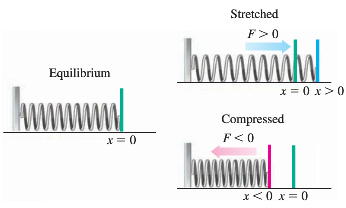 Equilibrium
x = 0
Stretched
F > 0
x = 0 x > 0
Compressed
F < 0
x < 0 x = 0